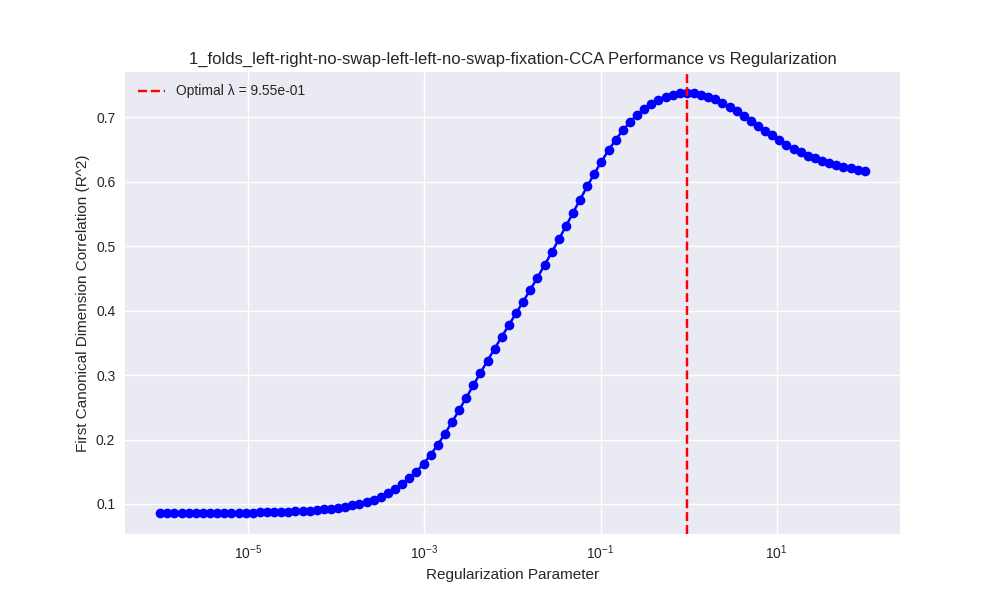 1_folds_left-right-no-swap-left-left-no-swap-fixation-CCA Performance vs Regularization
Optimal λ = 9.55e-01
First Canonical Dimension Correlation (R^2)
0.7
0.6
0.5
0.4
0.3
0.2
0.1
10⁻⁵ 10⁻³ 10⁻¹ 10¹
Regularization Parameter